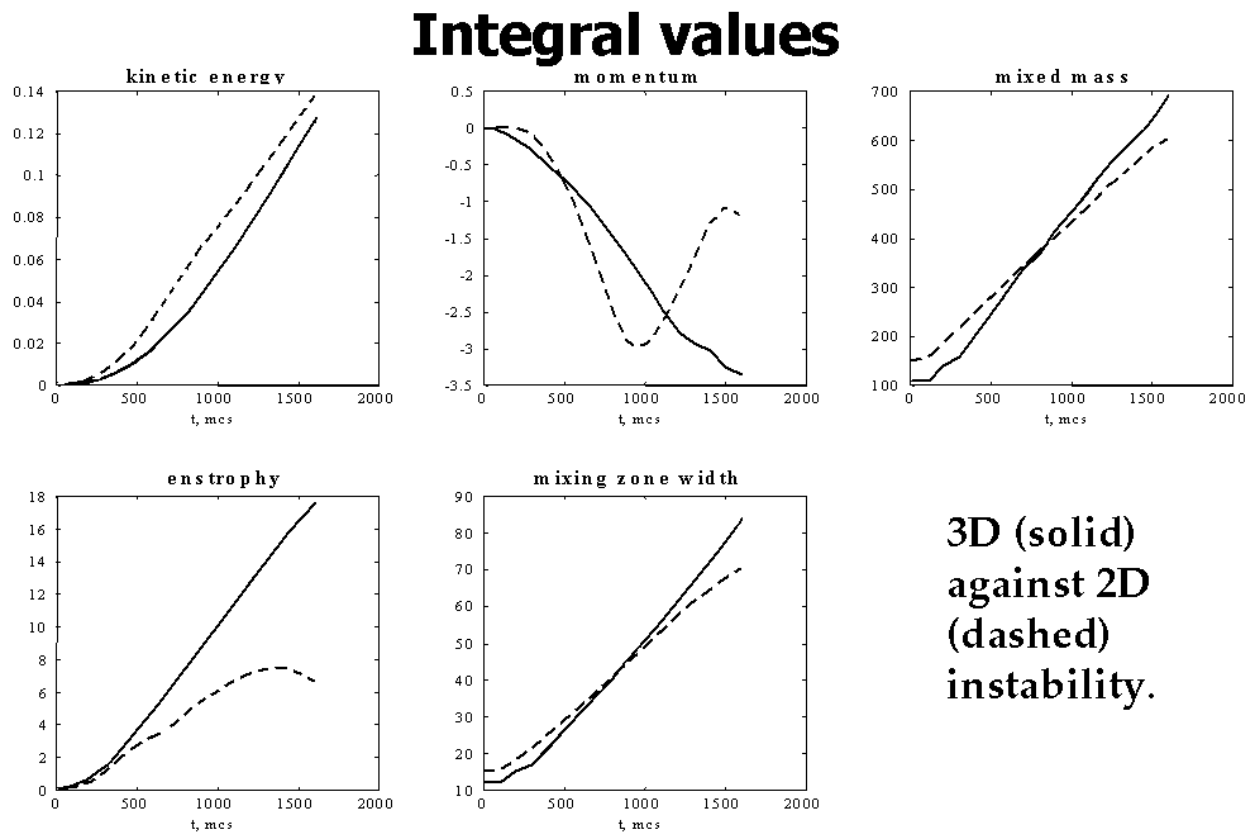 Integral values
kinetic energy
0.14
0.12
0.1
0.08
0.06
0.04
0.02
0
0 500 1000 1500 2000
t, mcs
momentum
0.5
0
-0.5
-1
-1.5
-2
-2.5
-3
-3.5
0 500 1000 1500 2000
t, mcs
mixed mass
700
600
500
400
300
200
100
0 500 1000 1500 2000
t, mcs
enstrophy
18
16
14
12
10
8
6
4
2
0
0 500 1000 1500 2000
t, mcs
mixing zone width
90
80
70
60
50
40
30
20
10
0 500 1000 1500 2000
t, mcs
3D (solid)
against 2D
(dashed)
instability.